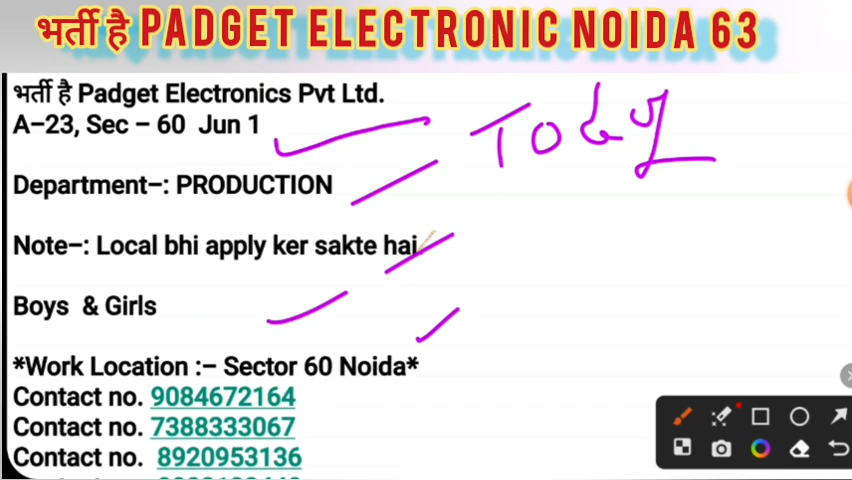 भर्ती है PADGET ELECTRONIC NOIDA 63
भर्ती है Padget Electronics Pvt Ltd.
A-23, Sec - 60 Jun 1
Today
Department-: PRODUCTION
Note-: Local bhi apply ker sakte hai.
Boys & Girls
*Work Location :- Sector 60 Noida*
Contact no. 9084672164
Contact no. 7388333067
Contact no. 8920953136